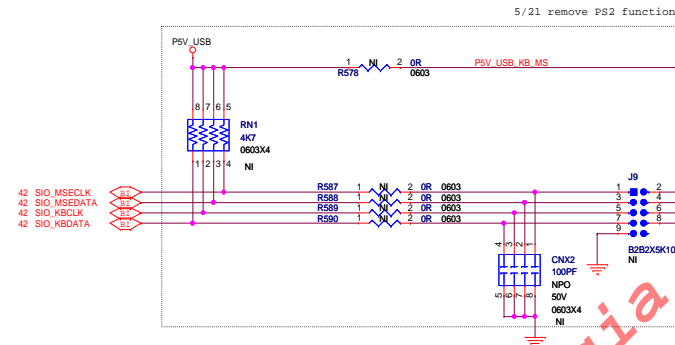 5/21 remove PS2 function
P5V_USB
1 NI 2 0R P5V_USB_KB_MS
R578 0603
8 7 6 5
RN1
4K7
0603X4
1 2 3 4 NI
J9
42 SIO_MSECLK BI R587 1 NI 2 0R 0603 1 2
42 SIO_MSEDATA BI R588 1 NI 2 0R 0603 3 4
42 SIO_KBCLK BI R589 1 NI 2 0R 0603 5 6
42 SIO_KBDATA BI R590 1 NI 2 0R 0603 7 8
9
4 3 2 1
B2B2X5K10
NI
CNX2
100PF
NPO
5 6 7 8 50V
0603X4
NI